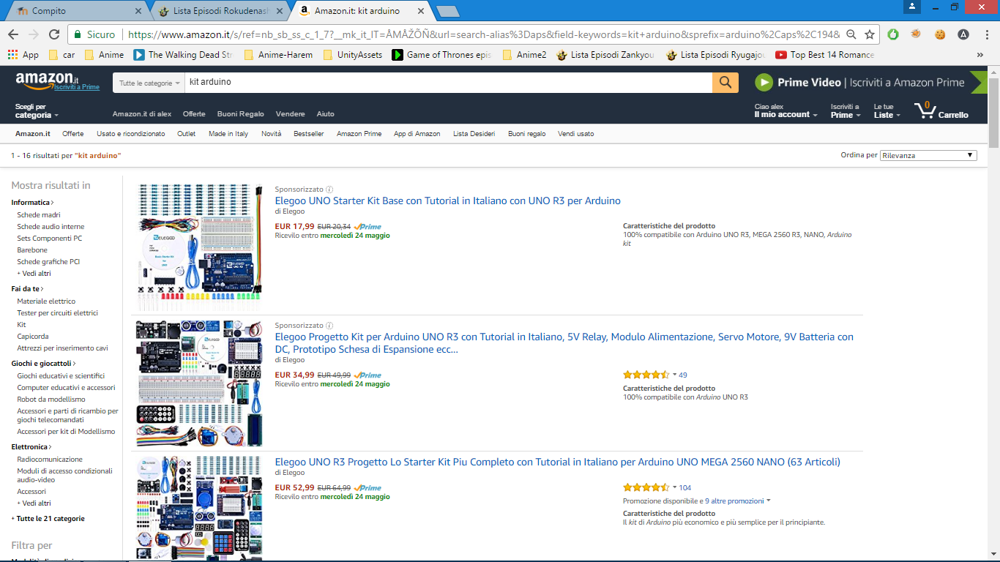 Compito
Lista Episodi Rokudenash
Amazon.it: kit arduino
Sicuro
https://www.amazon.it/s/ref=nb_sb_ss_c_1_7?__mk_it_IT=ÅMÅŽÕÑ&url=search-alias%3Daps&field-keywords=kit+arduino&sprefix=arduino%2Caps%2C194&
App car Anime The Walking Dead Str Anime-Harem UnityAssets Game of Thrones epis Anime2 Lista Episodi Zankyou Lista Episodi Ryugajou Top Best 14 Romance »
amazon.it
Iscriviti a Prime
Tutte le categorie
kit arduino
Prime Video | Iscriviti a Amazon Prime
Scegli per
categoria
Amazon.it di alex Offerte Buoni Regalo Vendere Aiuto
Ciao alex
Il mio account
Iscriviti a
Prime
Le tue
Liste
0
Carrello
Amazon.it Offerte Usato e ricondizionato Outlet Made in Italy Novità Bestseller Amazon Prime App di Amazon Lista Desideri Buoni regalo Vendi usato
1 - 16 risultati per "kit arduino"
Ordina per Rilevanza
Mostra risultati in
Informatica
Schede madri
Schede audio interne
Sets Componenti PC
Barebone
Schede grafiche PCI
+ Vedi altri
Fai da te
Materiale elettrico
Tester per circuiti elettrici
Kit
Capicorda
Attrezzi per inserimento cavi
Giochi e giocattoli
Giochi educativi e scientifici
Computer educativi e accessori
Robot da modellismo
Accessori e parti di ricambio per
giochi telecomandati
Accessori per kit di Modellismo
Elettronica
Radiocomunicazione
Moduli di accesso condizionali
audio-video
Accessori
+ Vedi altri
+ Tutte le 21 categorie
Filtra per
Sponsorizzato
Elegoo UNO Starter Kit Base con Tutorial in Italiano con UNO R3 per Arduino
di Elegoo
EUR 17,99 EUR 20,34 Prime
Ricevilo entro mercoledì 24 maggio
Caratteristiche del prodotto
100% compatibile con Arduino UNO R3, MEGA 2560 R3, NANO, Arduino
kit
ELEGOO
Sponsorizzato
Elegoo Progetto Kit per Arduino UNO R3 con Tutorial in Italiano, 5V Relay, Modulo Alimentazione, Servo Motore, 9V Batteria con
DC, Prototipo Schesa di Espansione ecc...
di Elegoo
EUR 34,99 EUR 49,99 Prime
Ricevilo entro mercoledì 24 maggio
49
Caratteristiche del prodotto
100% compatibile con Arduino UNO R3
Elegoo UNO R3 Progetto Lo Starter Kit Piu Completo con Tutorial in Italiano per Arduino UNO MEGA 2560 NANO (63 Articoli)
di Elegoo
EUR 52,99 EUR 64,99 Prime
Ricevilo entro mercoledì 24 maggio
104
Promozione disponibile e 9 altre promozioni
Caratteristiche del prodotto
Il kit di Arduino più economico e più semplice per il principiante.